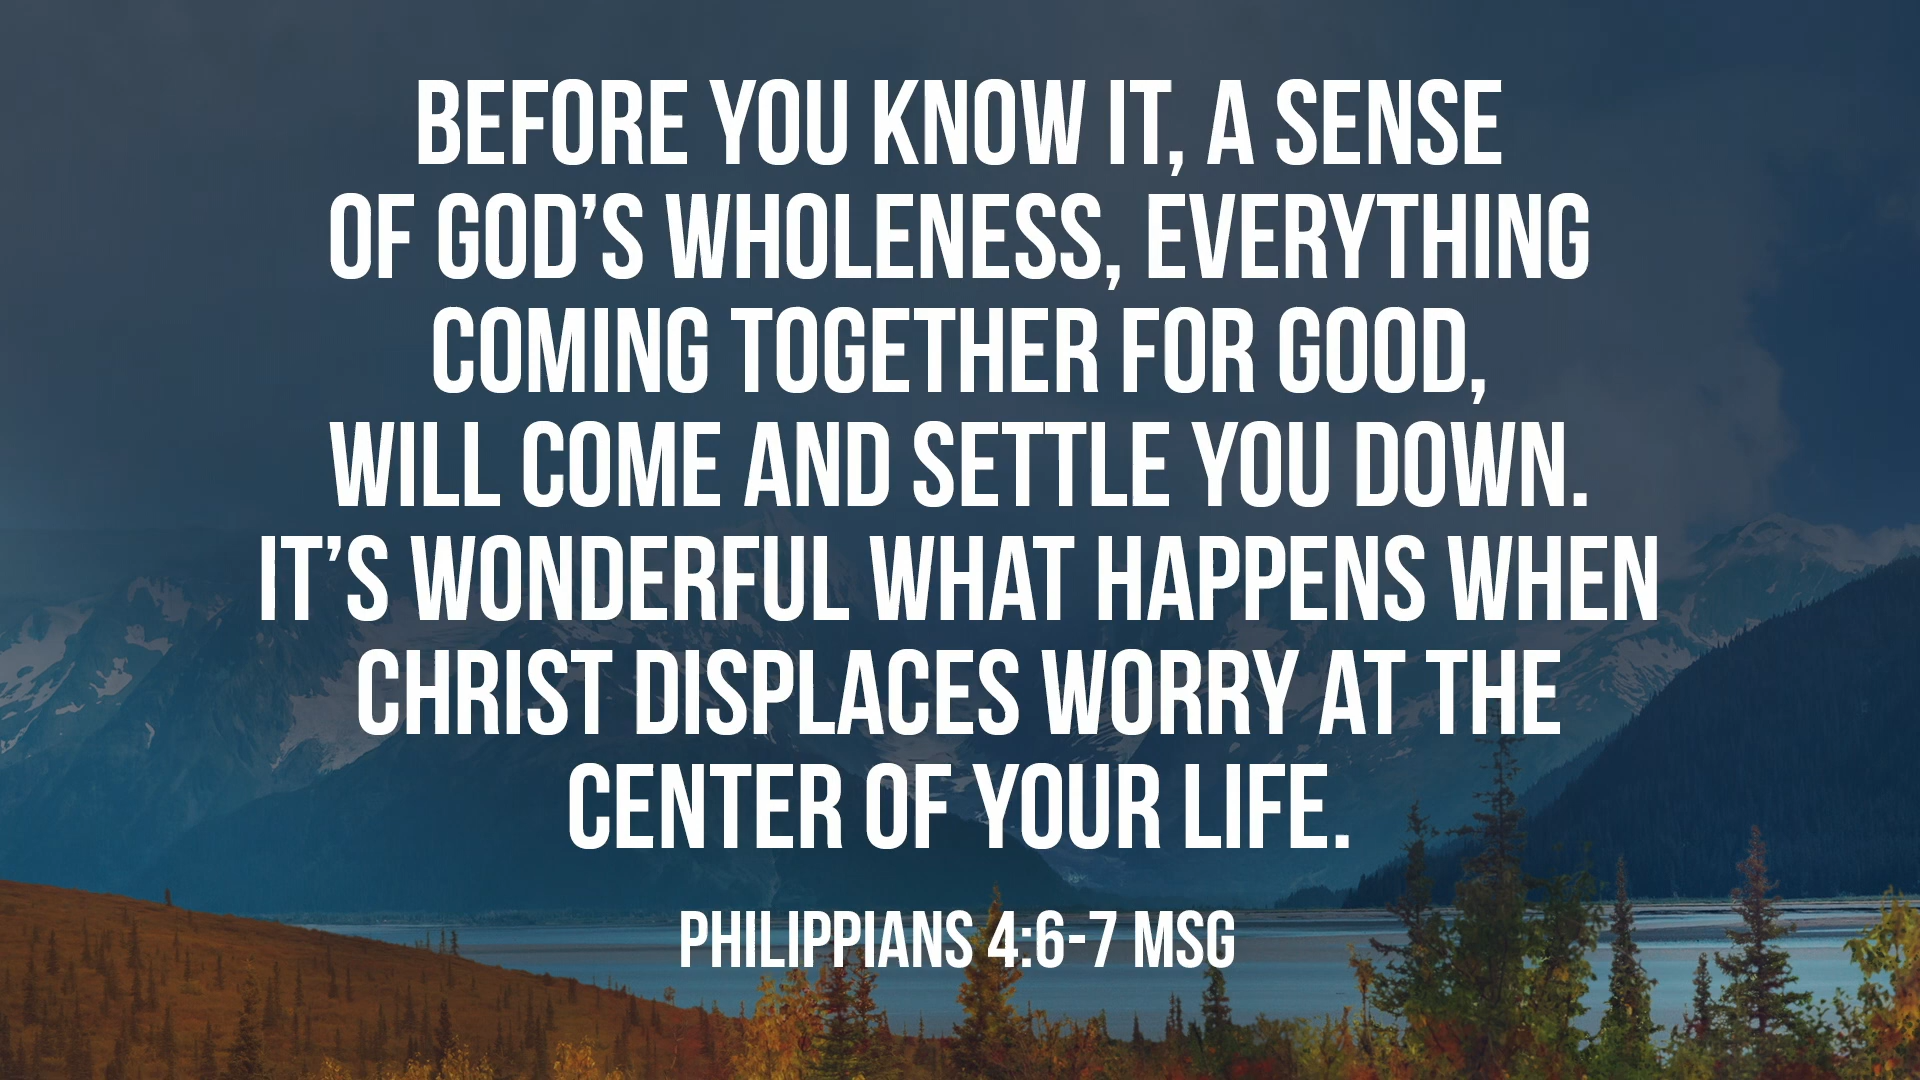 BEFORE YOU KNOW IT, A SENSE
OF GOD’S WHOLENESS, EVERYTHING
COMING TOGETHER FOR GOOD,
WILL COME AND SETTLE YOU DOWN.
IT’S WONDERFUL WHAT HAPPENS WHEN
CHRIST DISPLACES WORRY AT THE
CENTER OF YOUR LIFE.
PHILIPPIANS 4:6-7 MSG